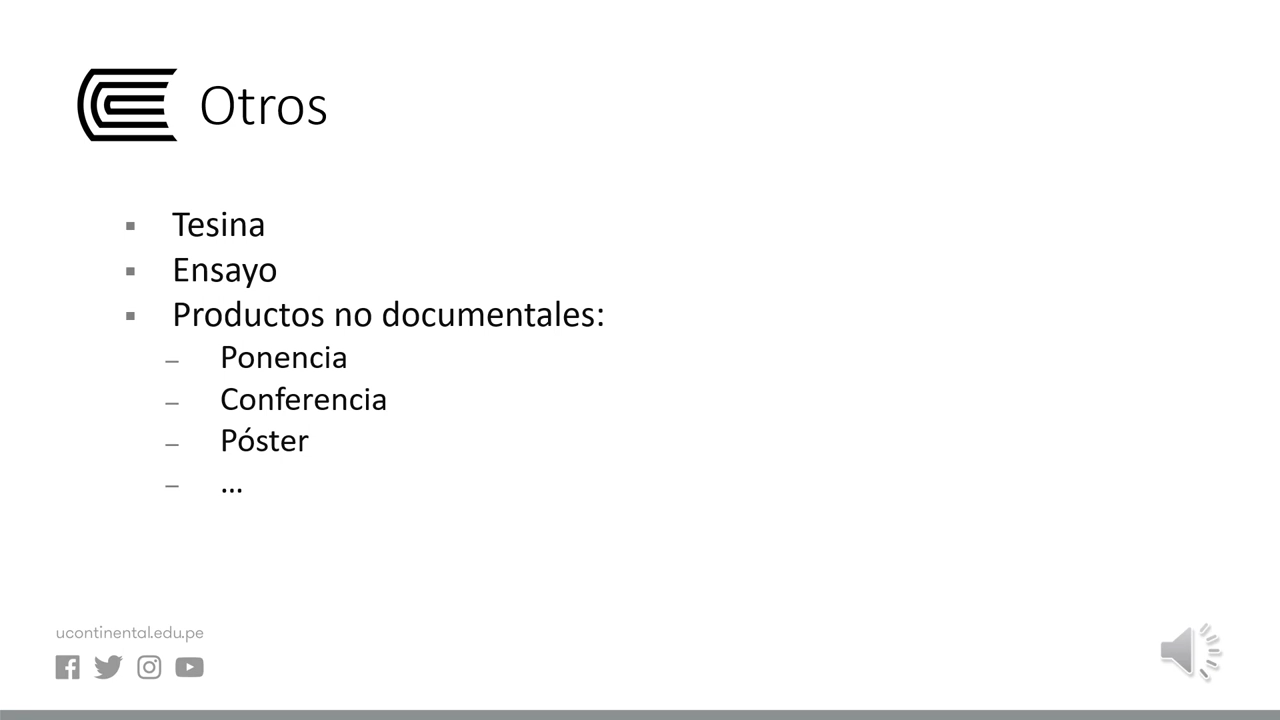 Otros
▪ Tesina
▪ Ensayo
▪ Productos no documentales:
– Ponencia
– Conferencia
– Póster
– …
ucontinental.edu.pe